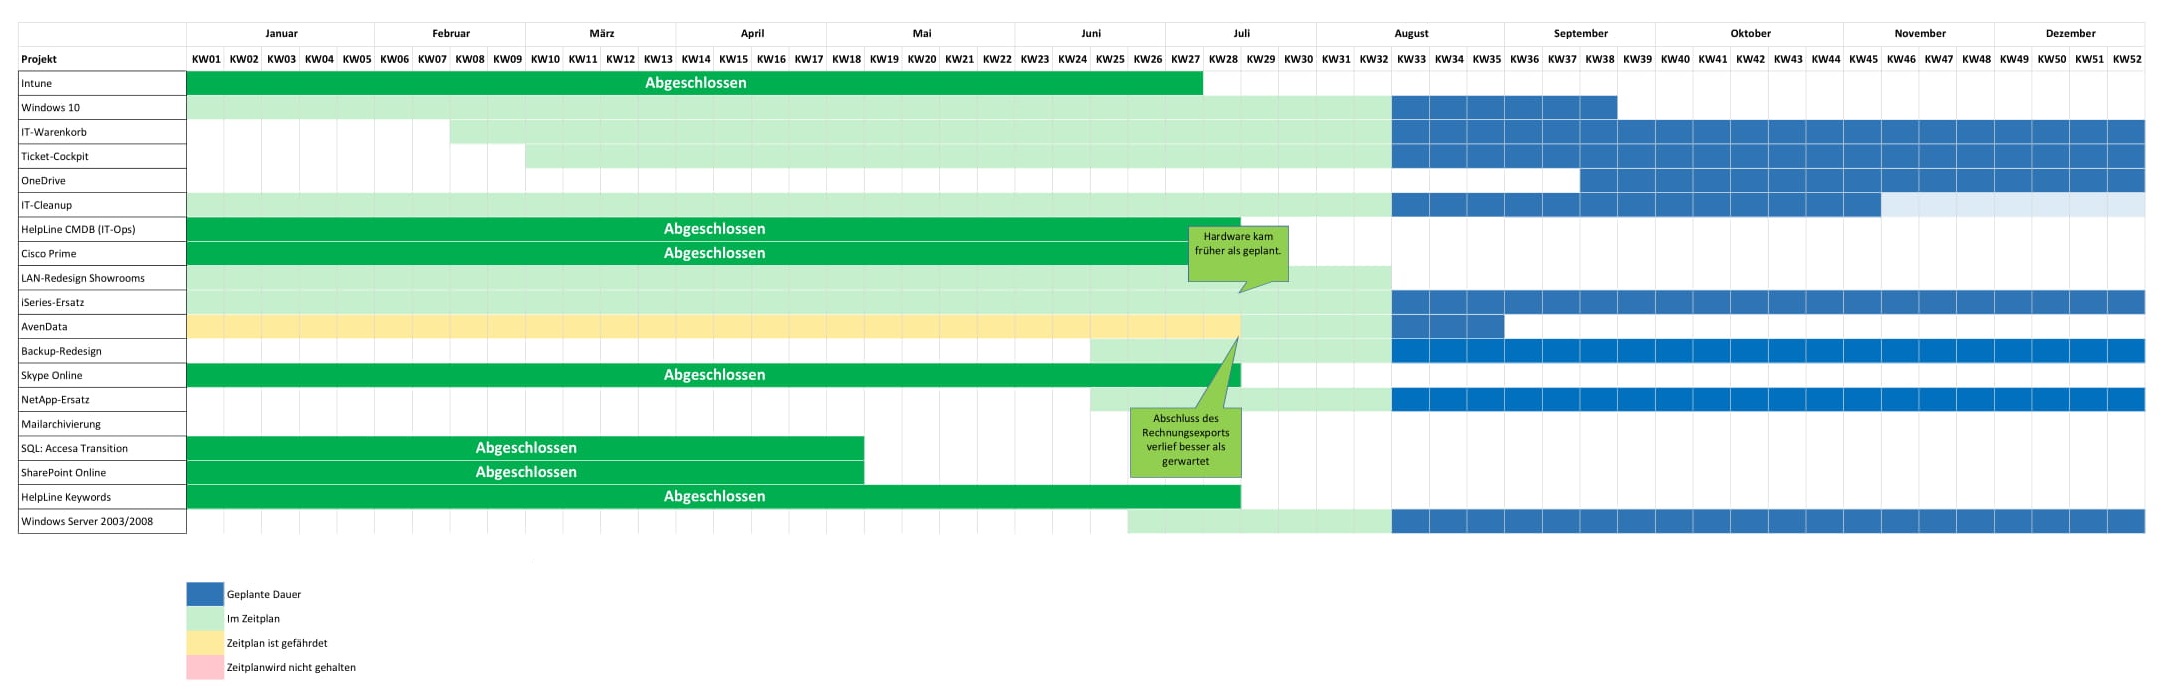 Januar Februar März April Mai Juni Juli August September Oktober November Dezember
Projekt KW01 KW02 KW03 KW04 KW05 KW06 KW07 KW08 KW09 KW10 KW11 KW12 KW13 KW14 KW15 KW16 KW17 KW18 KW19 KW20 KW21 KW22 KW23 KW24 KW25 KW26 KW27 KW28 KW29 KW30 KW31 KW32 KW33 KW34 KW35 KW36 KW37 KW38 KW39 KW40 KW41 KW42 KW43 KW44 KW45 KW46 KW47 KW48 KW49 KW50 KW51 KW52
Intune Abgeschlossen
Windows 10
IT-Warenkorb
Ticket-Cockpit
OneDrive
IT-Cleanup
HelpLine CMDB (IT-Ops) Abgeschlossen
Cisco Prime Abgeschlossen
Hardware kam
früher als geplant.
LAN-Redesign Showrooms
iSeries-Ersatz
AvenData
Backup-Redesign
Skype Online Abgeschlossen
NetApp-Ersatz
Mailarchivierung
Abschluss des
Rechnungsexports
verlief besser als
gerwartet
SQL: Accesa Transition Abgeschlossen
SharePoint Online Abgeschlossen
HelpLine Keywords Abgeschlossen
Windows Server 2003/2008
Geplante Dauer
Im Zeitplan
Zeitplan ist gefährdet
Zeitplanwird nicht gehalten